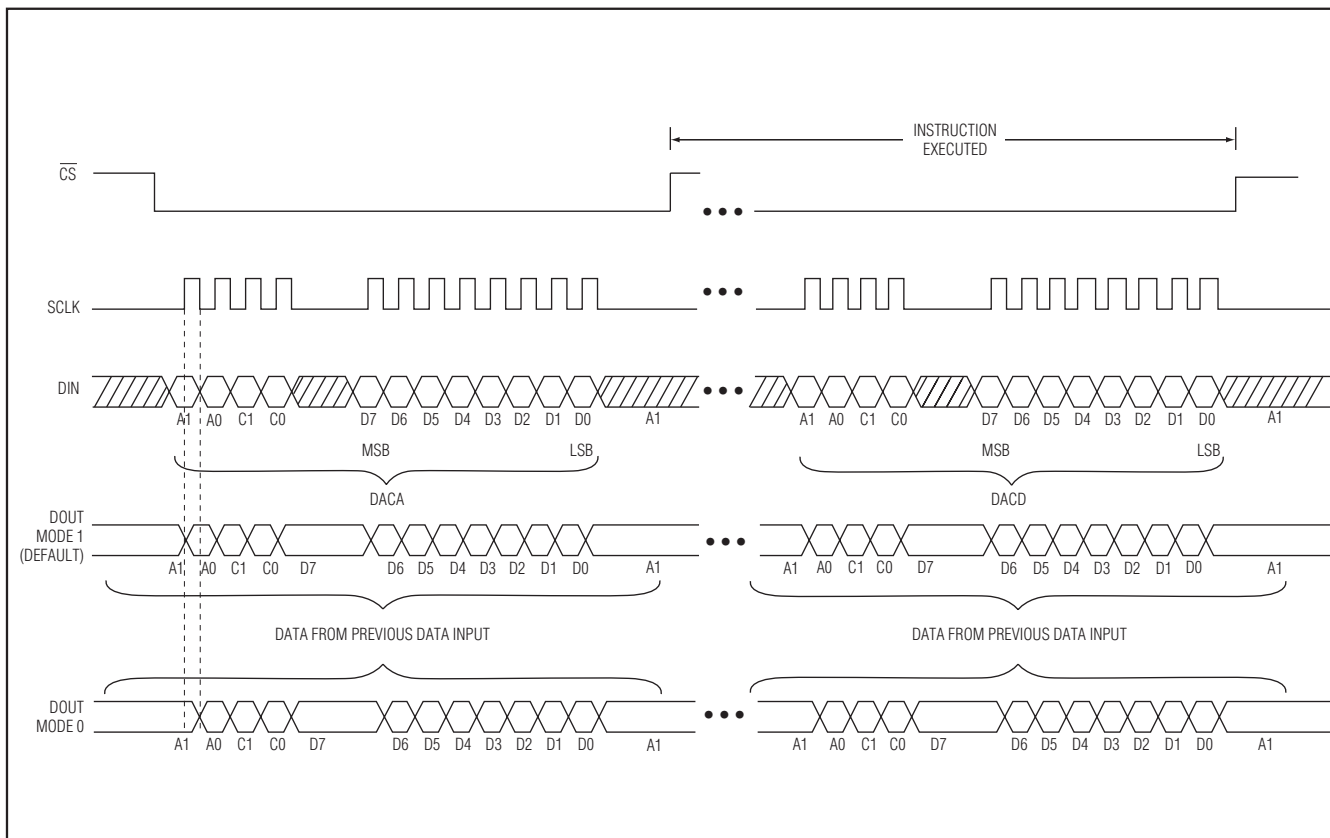 INSTRUCTION
EXECUTED
CS
SCLK
DIN
A1 A0 C1 C0 D7 D6 D5 D4 D3 D2 D1 D0 A1 A1 A0 C1 C0 D7 D6 D5 D4 D3 D2 D1 D0 A1
MSB LSB MSB LSB
DACA DACD
DOUT
MODE 1
(DEFAULT)
A1 A0 C1 C0 D7 D6 D5 D4 D3 D2 D1 D0 A1 A1 A0 C1 C0 D7 D6 D5 D4 D3 D2 D1 D0 A1
DATA FROM PREVIOUS DATA INPUT DATA FROM PREVIOUS DATA INPUT
DOUT
MODE 0
A1 A0 C1 C0 D7 D6 D5 D4 D3 D2 D1 D0 A1 A1 A0 C1 C0 D7 D6 D5 D4 D3 D2 D1 D0 A1